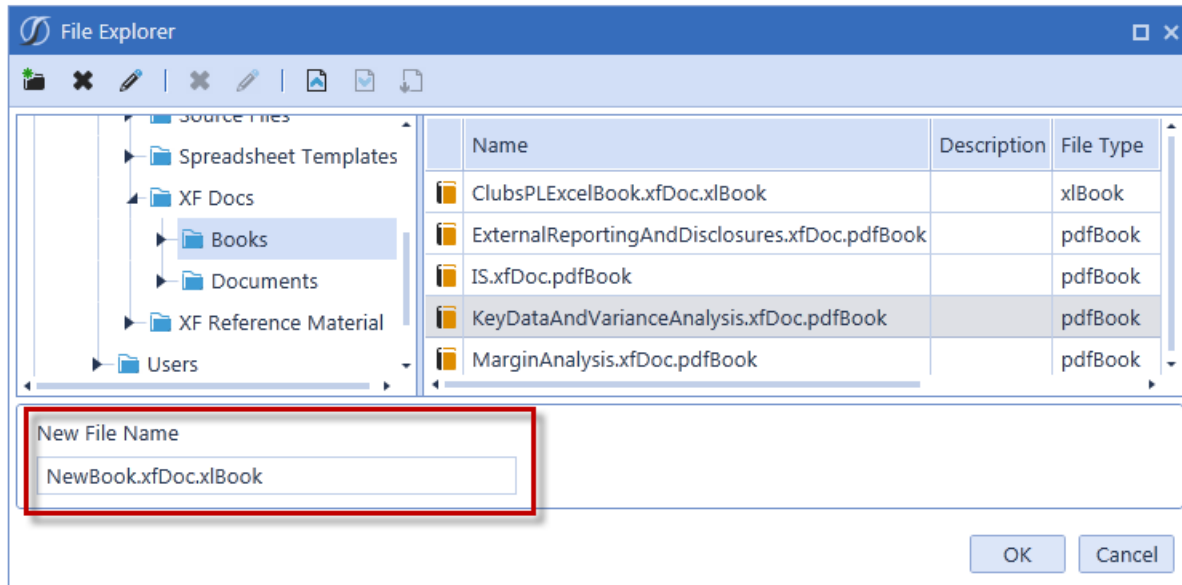 File Explorer
Source Files
Spreadsheet Templates
XF Docs
Books
Documents
XF Reference Material
Users
Name Description File Type
ClubsPLExcelBook.xfDoc.xlBook xlBook
ExternalReportingAndDisclosures.xfDoc.pdfBook pdfBook
IS.xfDoc.pdfBook pdfBook
KeyDataAndVarianceAnalysis.xfDoc.pdfBook pdfBook
MarginAnalysis.xfDoc.pdfBook pdfBook
New File Name
NewBook.xfDoc.xlBook
OK Cancel